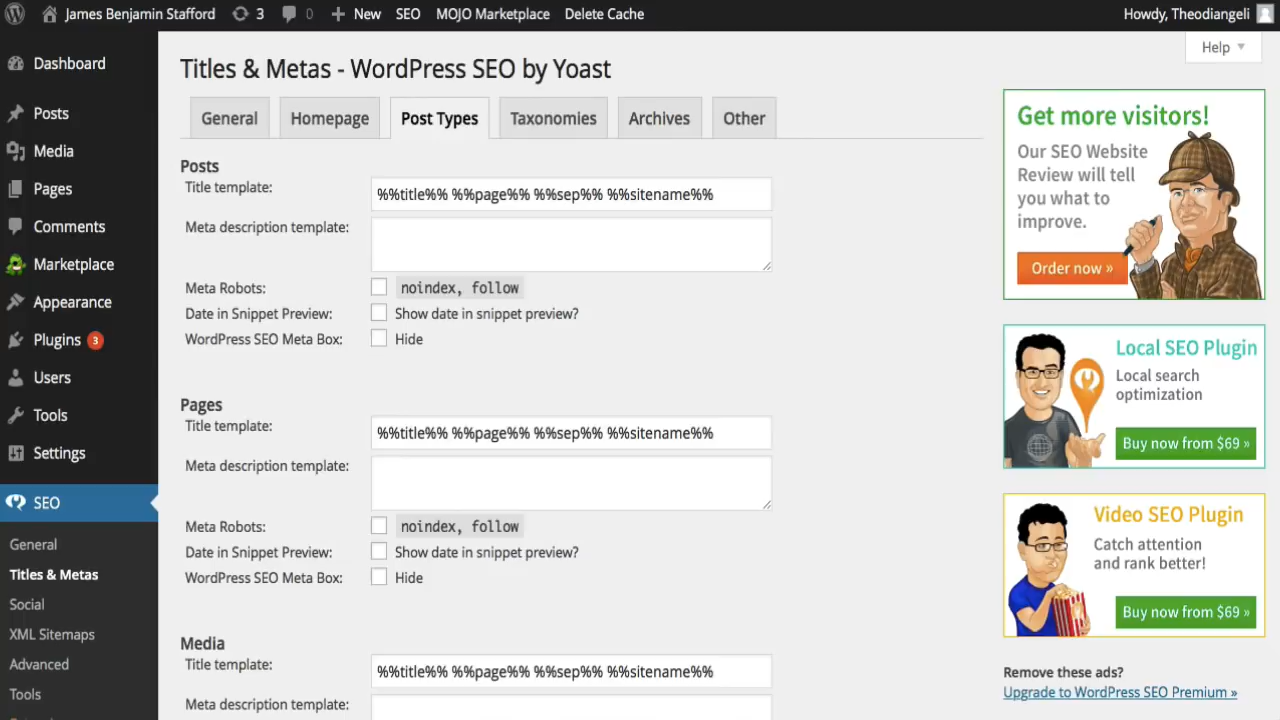 James Benjamin Stafford 3 0 New SEO MOJO Marketplace Delete Cache Howdy, Theodiangeli
Help
Dashboard
Posts
Media
Pages
Comments
Marketplace
Appearance
Plugins 3
Users
Tools
Settings
SEO
General
Titles & Metas
Social
XML Sitemaps
Advanced
Tools
Titles & Metas - WordPress SEO by Yoast
General Homepage Post Types Taxonomies Archives Other
Posts
Title template: %%title%% %%page%% %%sep%% %%sitename%%
Meta description template:
Meta Robots: noindex, follow
Date in Snippet Preview: Show date in snippet preview?
WordPress SEO Meta Box: Hide
Pages
Title template: %%title%% %%page%% %%sep%% %%sitename%%
Meta description template:
Meta Robots: noindex, follow
Date in Snippet Preview: Show date in snippet preview?
WordPress SEO Meta Box: Hide
Media
Title template: %%title%% %%page%% %%sep%% %%sitename%%
Meta description template:
Get more visitors!
Our SEO Website
Review will tell
you what to
improve.
Order now »
Local SEO Plugin
Local search
optimization
Buy now from $69 »
Video SEO Plugin
Catch attention
and rank better!
Buy now from $69 »
Remove these ads?
Upgrade to WordPress SEO Premium »